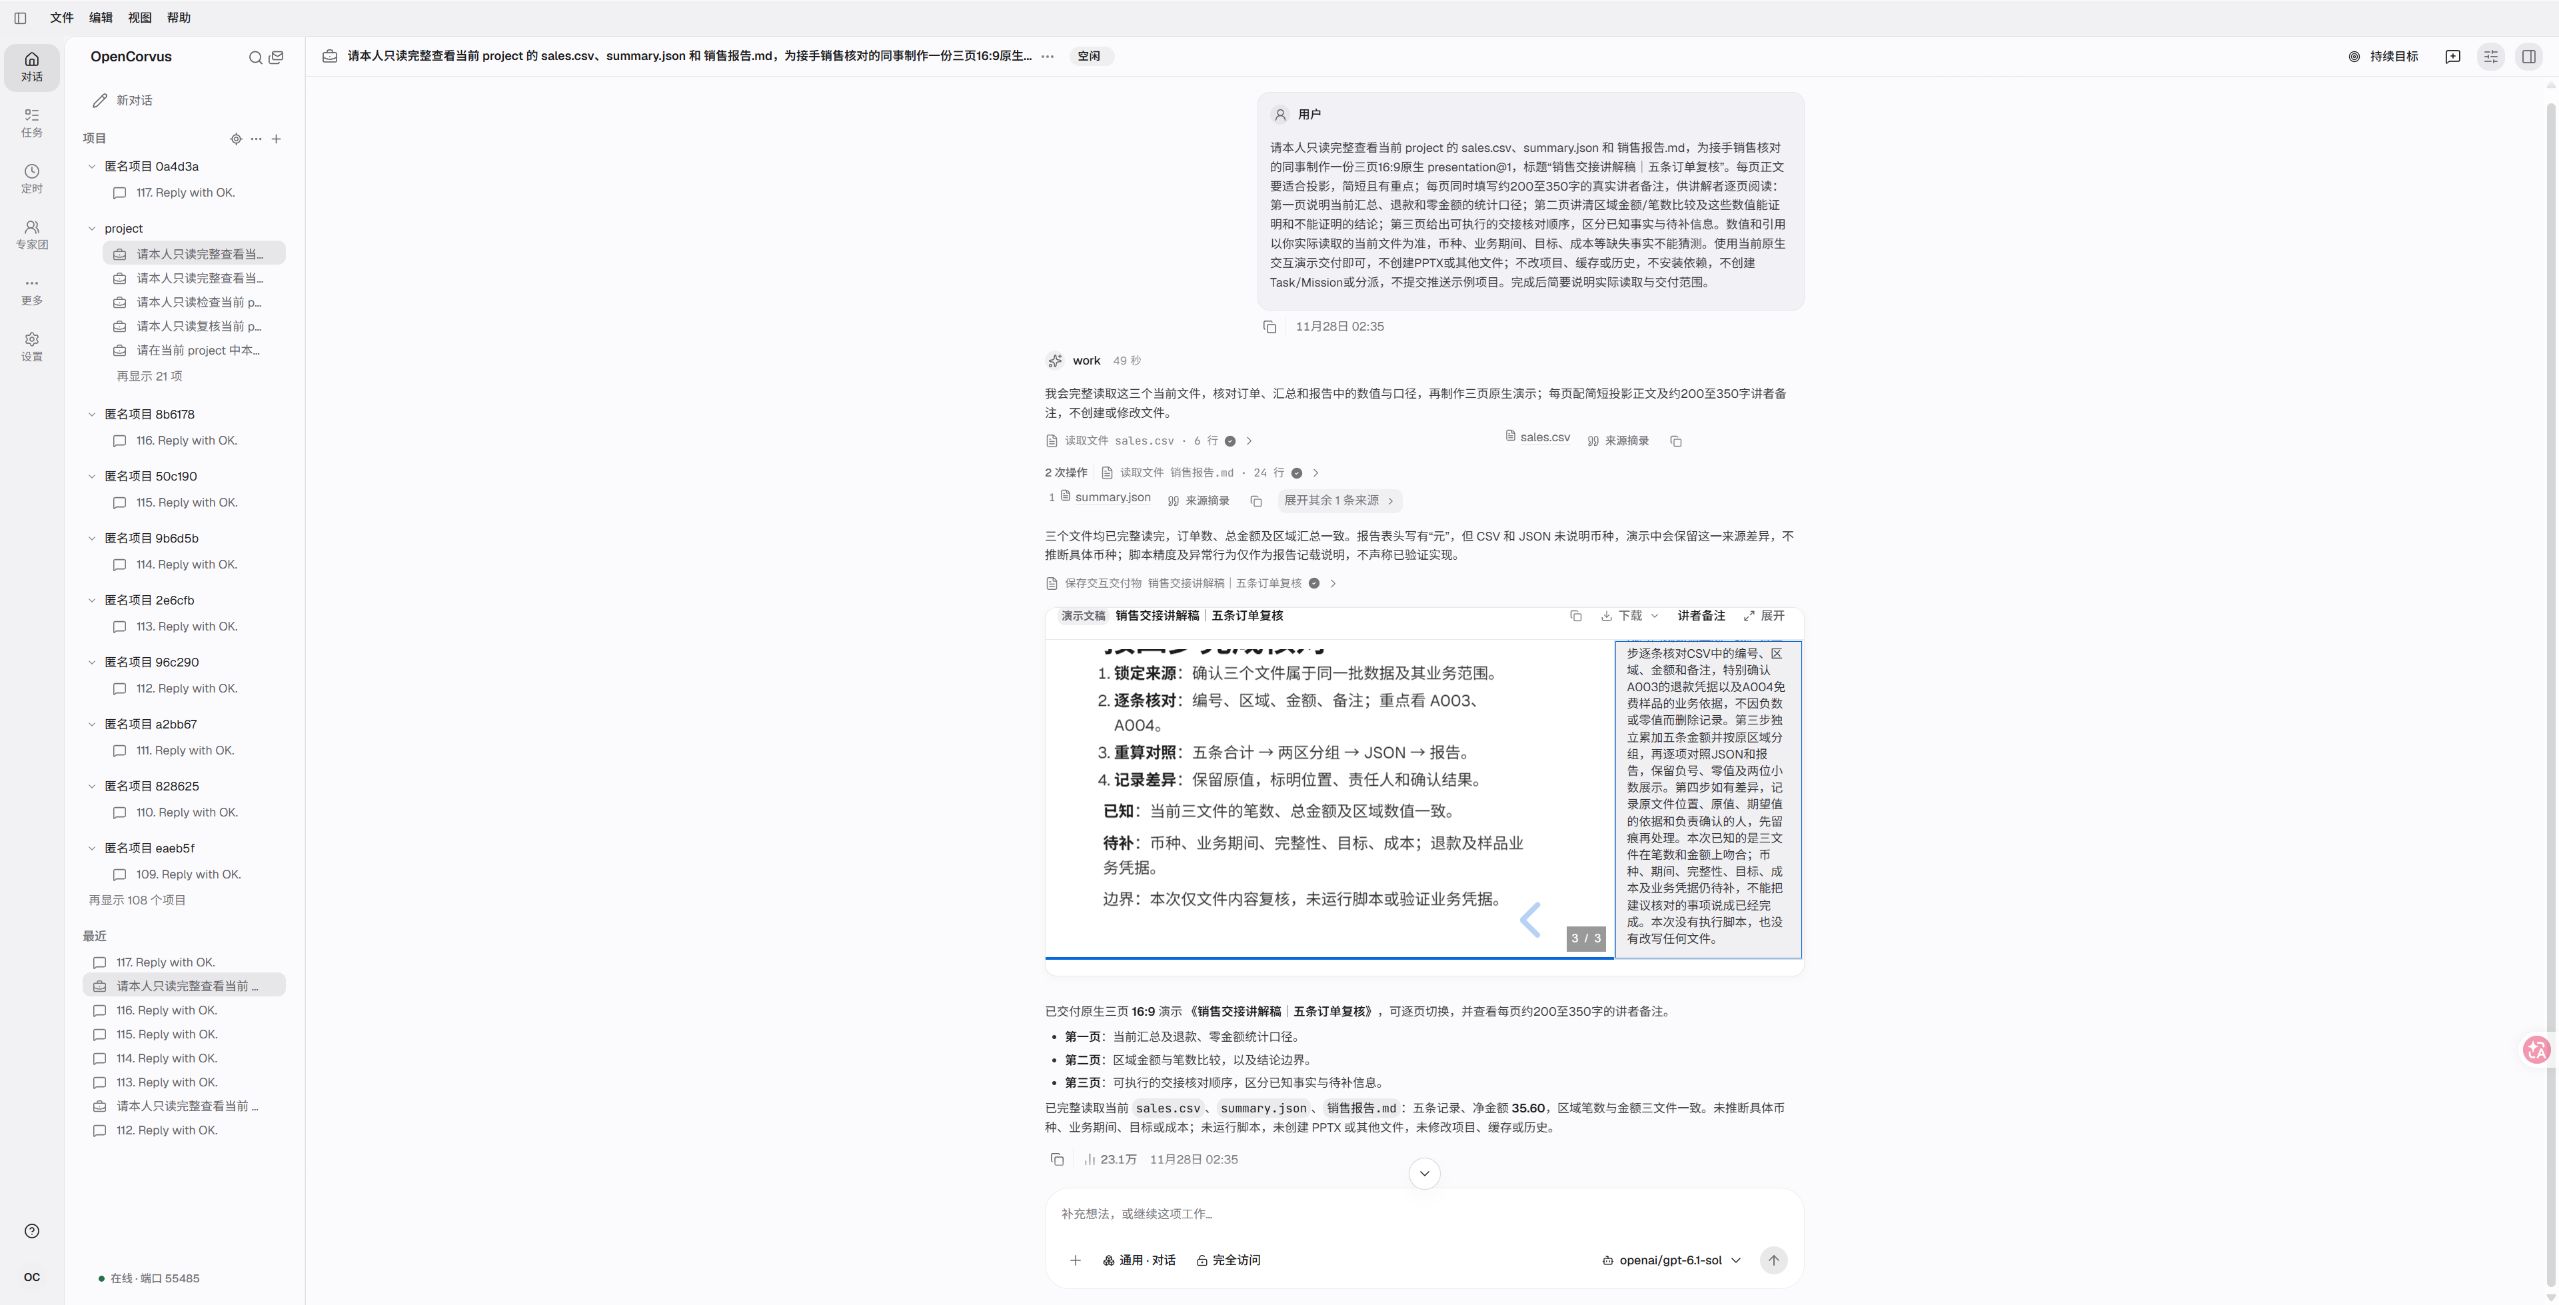 文件 编辑 视图 帮助
对话
任务
定时
专家团
更多
设置
OC
OpenCorvus
新对话
项目
匿名项目 0a4d3a
117. Reply with OK.
project
请本人只读完整查看当...
请本人只读完整查看当...
请本人只读检查当前 p...
请本人只读复核当前 p...
请在当前 project 中本...
再显示 21 项
匿名项目 8b6178
116. Reply with OK.
匿名项目 50c190
115. Reply with OK.
匿名项目 9b6d5b
114. Reply with OK.
匿名项目 2e6cfb
113. Reply with OK.
匿名项目 96c290
112. Reply with OK.
匿名项目 a2bb67
111. Reply with OK.
匿名项目 828625
110. Reply with OK.
匿名项目 eaeb5f
109. Reply with OK.
再显示 108 个项目
最近
117. Reply with OK.
请本人只读完整查看当前 ...
116. Reply with OK.
115. Reply with OK.
114. Reply with OK.
113. Reply with OK.
请本人只读完整查看当前 ...
112. Reply with OK.
在线 · 端口 55485
请本人只读完整查看当前 project 的 sales.csv、summary.json 和 销售报告.md，为接手销售核对的同事制作一份三页16:9原生... 空闲
持续目标
用户
请本人只读完整查看当前 project 的 sales.csv、summary.json 和 销售报告.md，为接手销售核对
的同事制作一份三页16:9原生 presentation@1，标题“销售交接讲解稿｜五条订单复核”。每页正文
要适合投影，简短且有重点；每页同时填写约200至350字的真实讲者备注，供讲解者逐页阅读：
第一页说明当前汇总、退款和零金额的统计口径；第二页讲清区域金额/笔数比较及这些数值能证
明和不能证明的结论；第三页给出可执行的交接核对顺序，区分已知事实与待补信息。数值和引用
以你实际读取的当前文件为准，币种、业务期间、目标、成本等缺失事实不能猜测。使用当前原生
交互演示交付即可，不创建PPTX或其他文件；不改项目、缓存或历史，不安装依赖，不创建
Task/Mission或分派，不提交推送示例项目。完成后简要说明实际读取与交付范围。
11月28日 02:35
work 49 秒
我会完整读取这三个当前文件，核对订单、汇总和报告中的数值与口径，再制作三页原生演示；每页配简短投影正文及约200至350字讲者备
注，不创建或修改文件。
读取文件 sales.csv · 6 行
sales.csv 来源摘录
2 次操作 读取文件 销售报告.md · 24 行
1 summary.json 来源摘录 展开其余 1 条来源
三个文件均已完整读完，订单数、总金额及区域汇总一致。报告表头写有“元”，但 CSV 和 JSON 未说明币种，演示中会保留这一来源差异，不
推断具体币种；脚本精度及异常行为仅作为报告记载说明，不声称已验证实现。
保存交互交付物 销售交接讲解稿｜五条订单复核
演示文稿 销售交接讲解稿｜五条订单复核 下载 讲者备注 展开
1. 锁定来源：确认三个文件属于同一批数据及其业务范围。
2. 逐条核对：编号、区域、金额、备注；重点看 A003、
A004。
3. 重算对照：五条合计 → 两区分组 → JSON → 报告。
4. 记录差异：保留原值，标明位置、责任人和确认结果。
已知：当前三文件的笔数、总金额及区域数值一致。
待补：币种、业务期间、完整性、目标、成本；退款及样品业
务凭据。
边界：本次仅文件内容复核，未运行脚本或验证业务凭据。
3 / 3
步逐条核对CSV中的编号、区
域、金额和备注，特别确认
A003的退款凭据以及A004免
费样品的业务依据，不因负数
或零值而删除记录。第三步独
立累加五条金额并按原区域分
组，再逐项对照JSON和报
告，保留负号、零值及两位小
数展示。第四步如有差异，记
录原文件位置、原值、期望值
的依据和负责确认的人，先留
痕再处理。本次已知的是三文
件在笔数和金额上吻合；币
种、期间、完整性、目标、成
本及业务凭据仍待补，不能把
建议核对的事项说成已经完
成。本次没有执行脚本，也没
有改写任何文件。
已交付原生三页 16:9 演示 《销售交接讲解稿｜五条订单复核》，可逐页切换，并查看每页约200至350字的讲者备注。
• 第一页：当前汇总及退款、零金额统计口径。
• 第二页：区域金额与笔数比较，以及结论边界。
• 第三页：可执行的交接核对顺序，区分已知事实与待补信息。
已完整读取当前 sales.csv、summary.json、销售报告.md：五条记录、净金额 35.60，区域笔数与金额三文件一致。未推断具体币
种、业务期间、目标或成本；未运行脚本，未创建 PPTX 或其他文件，未修改项目、缓存或历史。
23.1万 11月28日 02:35
补充想法，或继续这项工作...
通用 · 对话 完全访问
openai/gpt-6.1-sol